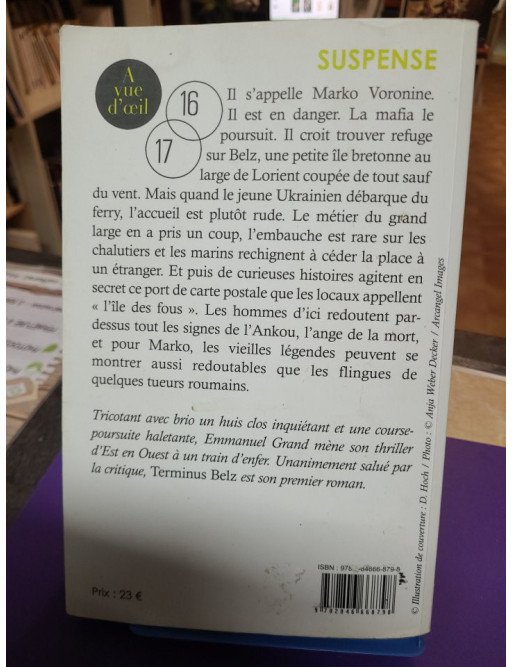 SUSPENSE
A
vue
d'œil
16
17
Il s'appelle Marko Voronine.
Il est en danger. La mafia le
poursuit. Il croit trouver refuge
sur Belz, une petite île bretonne au
large de Lorient coupée de tout sauf
du vent. Mais quand le jeune Ukrainien débarque du
ferry, l'accueil est plutôt rude. Le métier du grand
large en a pris un coup, l'embauche est rare sur les
chalutiers et les marins rechignent à céder la place à
un étranger. Et puis de curieuses histoires agitent en
secret ce port de carte postale que les locaux appellent
« l'île des fous ». Les hommes d'ici redoutent par-
dessus tout les signes de l'Ankou, l'ange de la mort,
et pour Marko, les vieilles légendes peuvent se
montrer aussi redoutables que les flingues de
quelques tueurs roumains.
Tricotant avec brio un huis clos inquiétant et une course-
poursuite haletante, Emmanuel Grand mène son thriller
d'Est en Ouest à un train d'enfer. Unanimement salué par
la critique, Terminus Belz est son premier roman.
© Illustration de couverture : D. Hoch / Photo : © Anja Weber Decker / Arcangel Images
Prix : 23 €
9 782846 668798